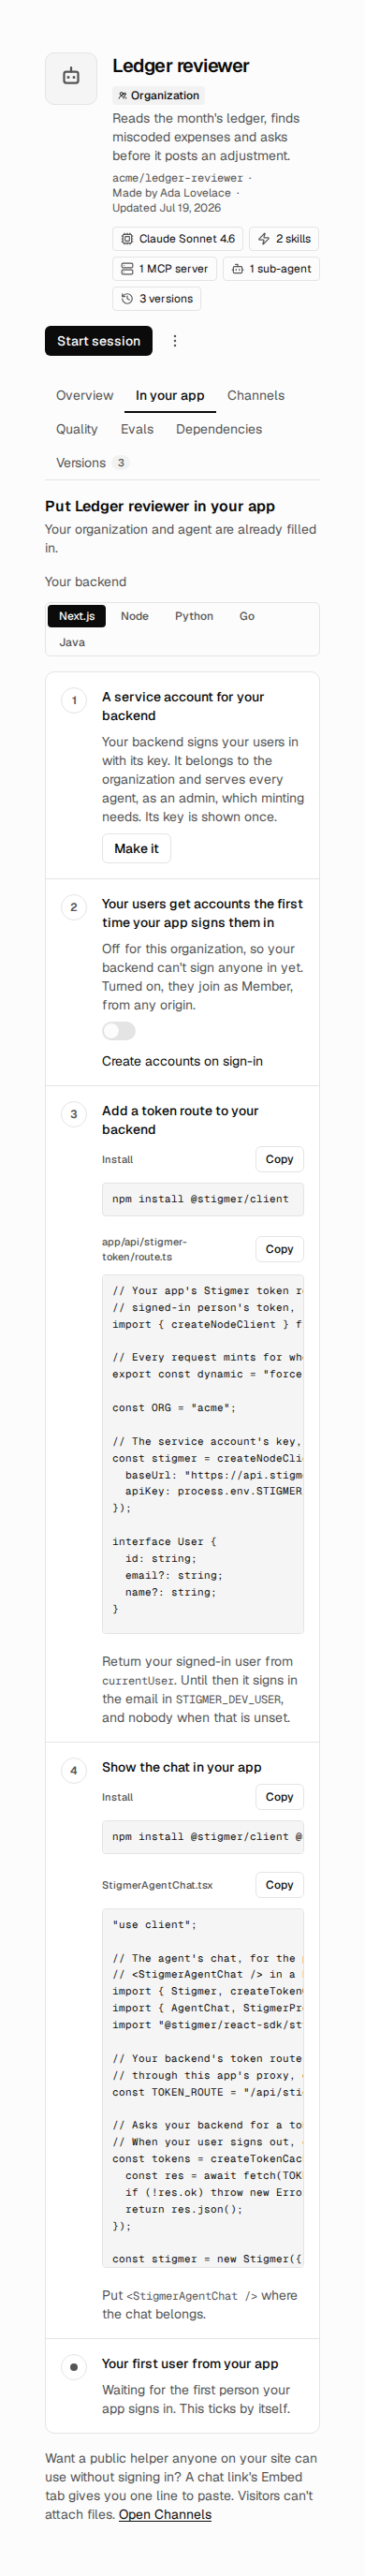 Ledger reviewer
Organization
Reads the month's ledger, finds
miscoded expenses and asks
before it posts an adjustment.
acme/ledger-reviewer ·
Made by Ada Lovelace ·
Updated Jul 19, 2026
Claude Sonnet 4.6
2 skills
1 MCP server
1 sub-agent
3 versions
Start session
Overview
In your app
Channels
Quality
Evals
Dependencies
Versions 3
Put Ledger reviewer in your app
Your organization and agent are already filled
in.
Your backend
Next.js
Node
Python
Go
Java
1
A service account for your
backend
Your backend signs your users in
with its key. It belongs to the
organization and serves every
agent, as an admin, which minting
needs. Its key is shown once.
Make it
2
Your users get accounts the first
time your app signs them in
Off for this organization, so your
backend can't sign anyone in yet.
Turned on, they join as Member,
from any origin.
Create accounts on sign-in
3
Add a token route to your
backend
Install
Copy
npm install @stigmer/client
app/api/stigmer-
token/route.ts
Copy
// Your app's Stigmer token r
// signed-in person's token,
import { createNodeClient } f
// Every request mints for wh
export const dynamic = "force
const ORG = "acme";
// The service account's key,
const stigmer = createNodeCli
baseUrl: "https://api.stigm
apiKey: process.env.STIGMER
});
interface User {
id: string;
email?: string;
name?: string;
}
Return your signed-in user from
currentUser. Until then it signs in
the email in STIGMER_DEV_USER,
and nobody when that is unset.
4
Show the chat in your app
Install
Copy
npm install @stigmer/client @
StigmerAgentChat.tsx
Copy
"use client";
// The agent's chat, for the
// <StigmerAgentChat /> in a
import { Stigmer, createToken
import { AgentChat, StigmerPr
import "@stigmer/react-sdk/st
// Your backend's token route
// through this app's proxy,
const TOKEN_ROUTE = "/api/sti
// Asks your backend for a to
// When your user signs out,
const tokens = createTokenCac
const res = await fetch(TOK
if (!res.ok) throw new Erro
return res.json();
});
const stigmer = new Stigmer({
Put <StigmerAgentChat /> where
the chat belongs.
Your first user from your app
Waiting for the first person your
app signs in. This ticks by itself.
Want a public helper anyone on your site can
use without signing in? A chat link's Embed
tab gives you one line to paste. Visitors can't
attach files. Open Channels